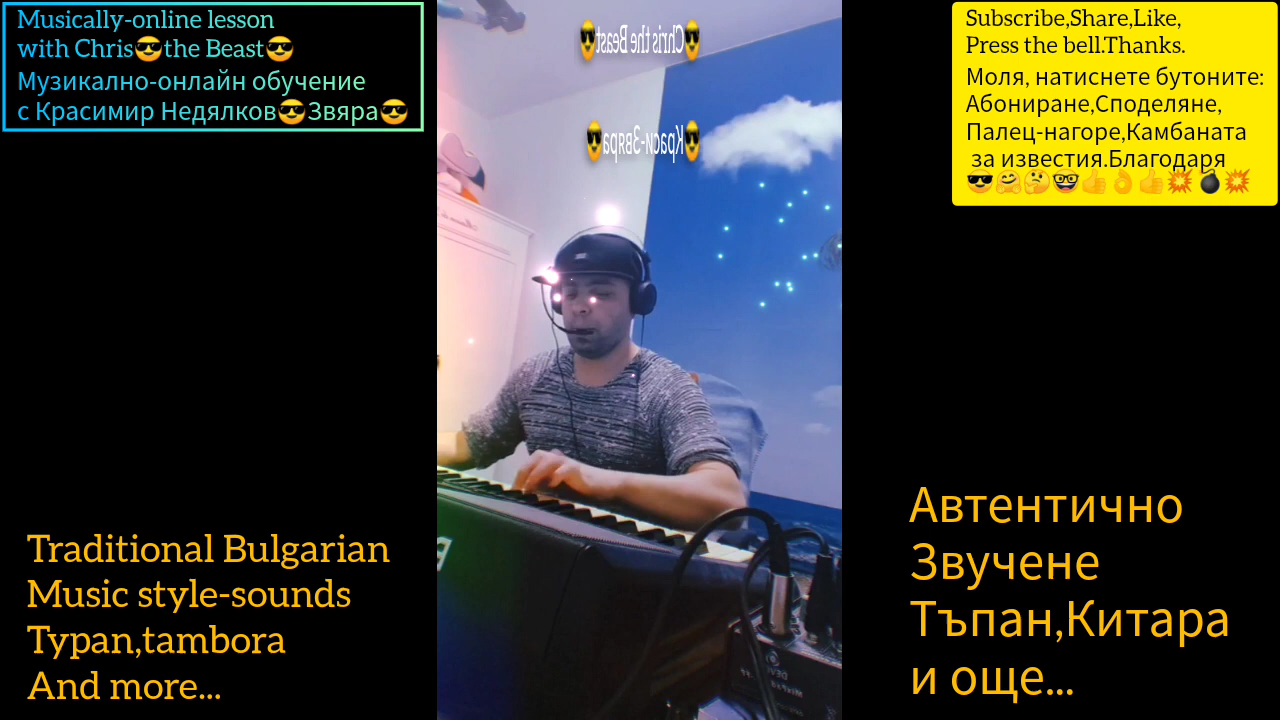 Musically-online lesson
with Chris😎the Beast😎
Музикално-онлайн обучение
с Красимир Недялков😎Звяра😎
😎Chris the Beast😎
😎Краси-Звяра😎
Subscribe,Share,Like,
Press the bell.Thanks.
Моля, натиснете бутоните:
Абониране,Споделяне,
Палец-нагоре,Камбаната
за известия.Благодаря
😎🤗🤔🤓👍👌👍💥💣💥
Traditional Bulgarian
Music style-sounds
Typan,tambora
And more...
Автентично
Звучене
Тъпан,Китара
и още...